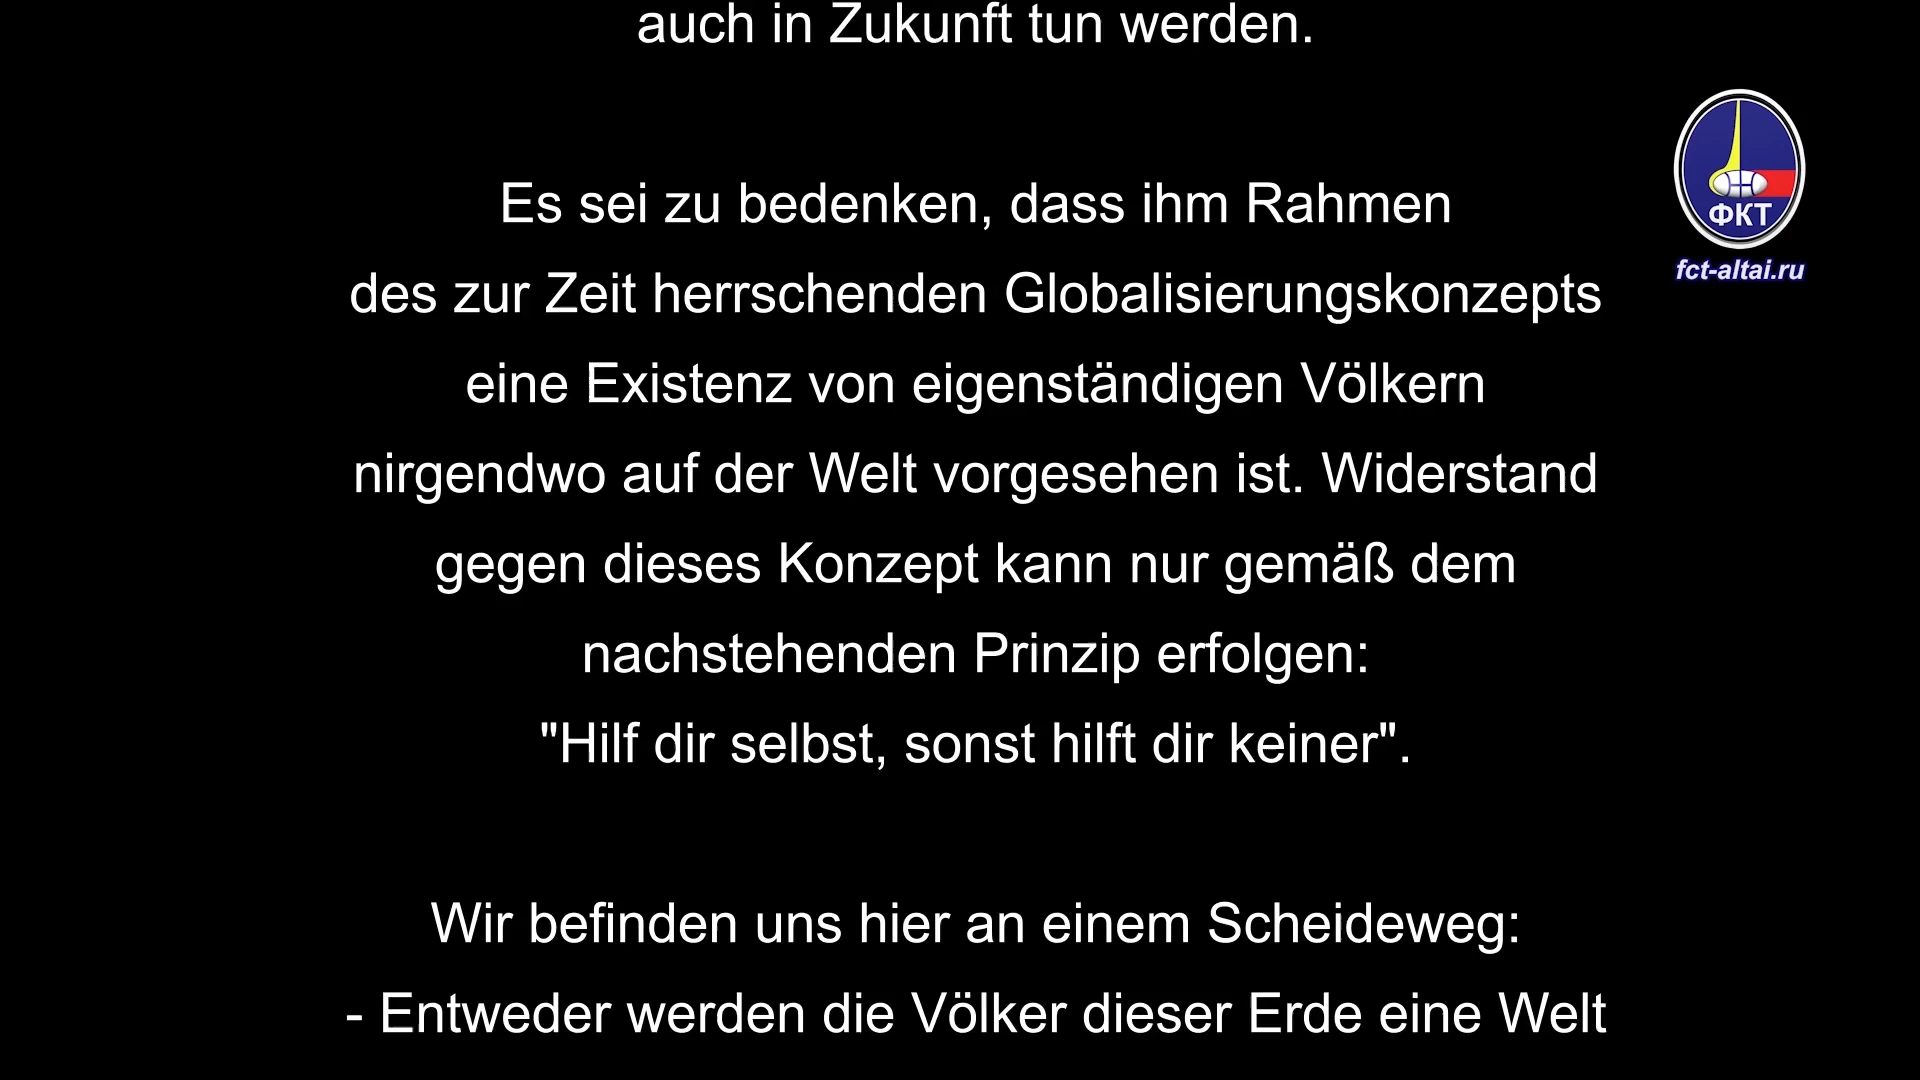 auch in Zukunft tun werden.
Es sei zu bedenken, dass ihm Rahmen
des zur Zeit herrschenden Globalisierungskonzepts
eine Existenz von eigenständigen Völkern
nirgendwo auf der Welt vorgesehen ist. Widerstand
gegen dieses Konzept kann nur gemäß dem
nachstehenden Prinzip erfolgen:
"Hilf dir selbst, sonst hilft dir keiner".
Wir befinden uns hier an einem Scheideweg:
- Entweder werden die Völker dieser Erde eine Welt
ФКТ
fct-altai.ru